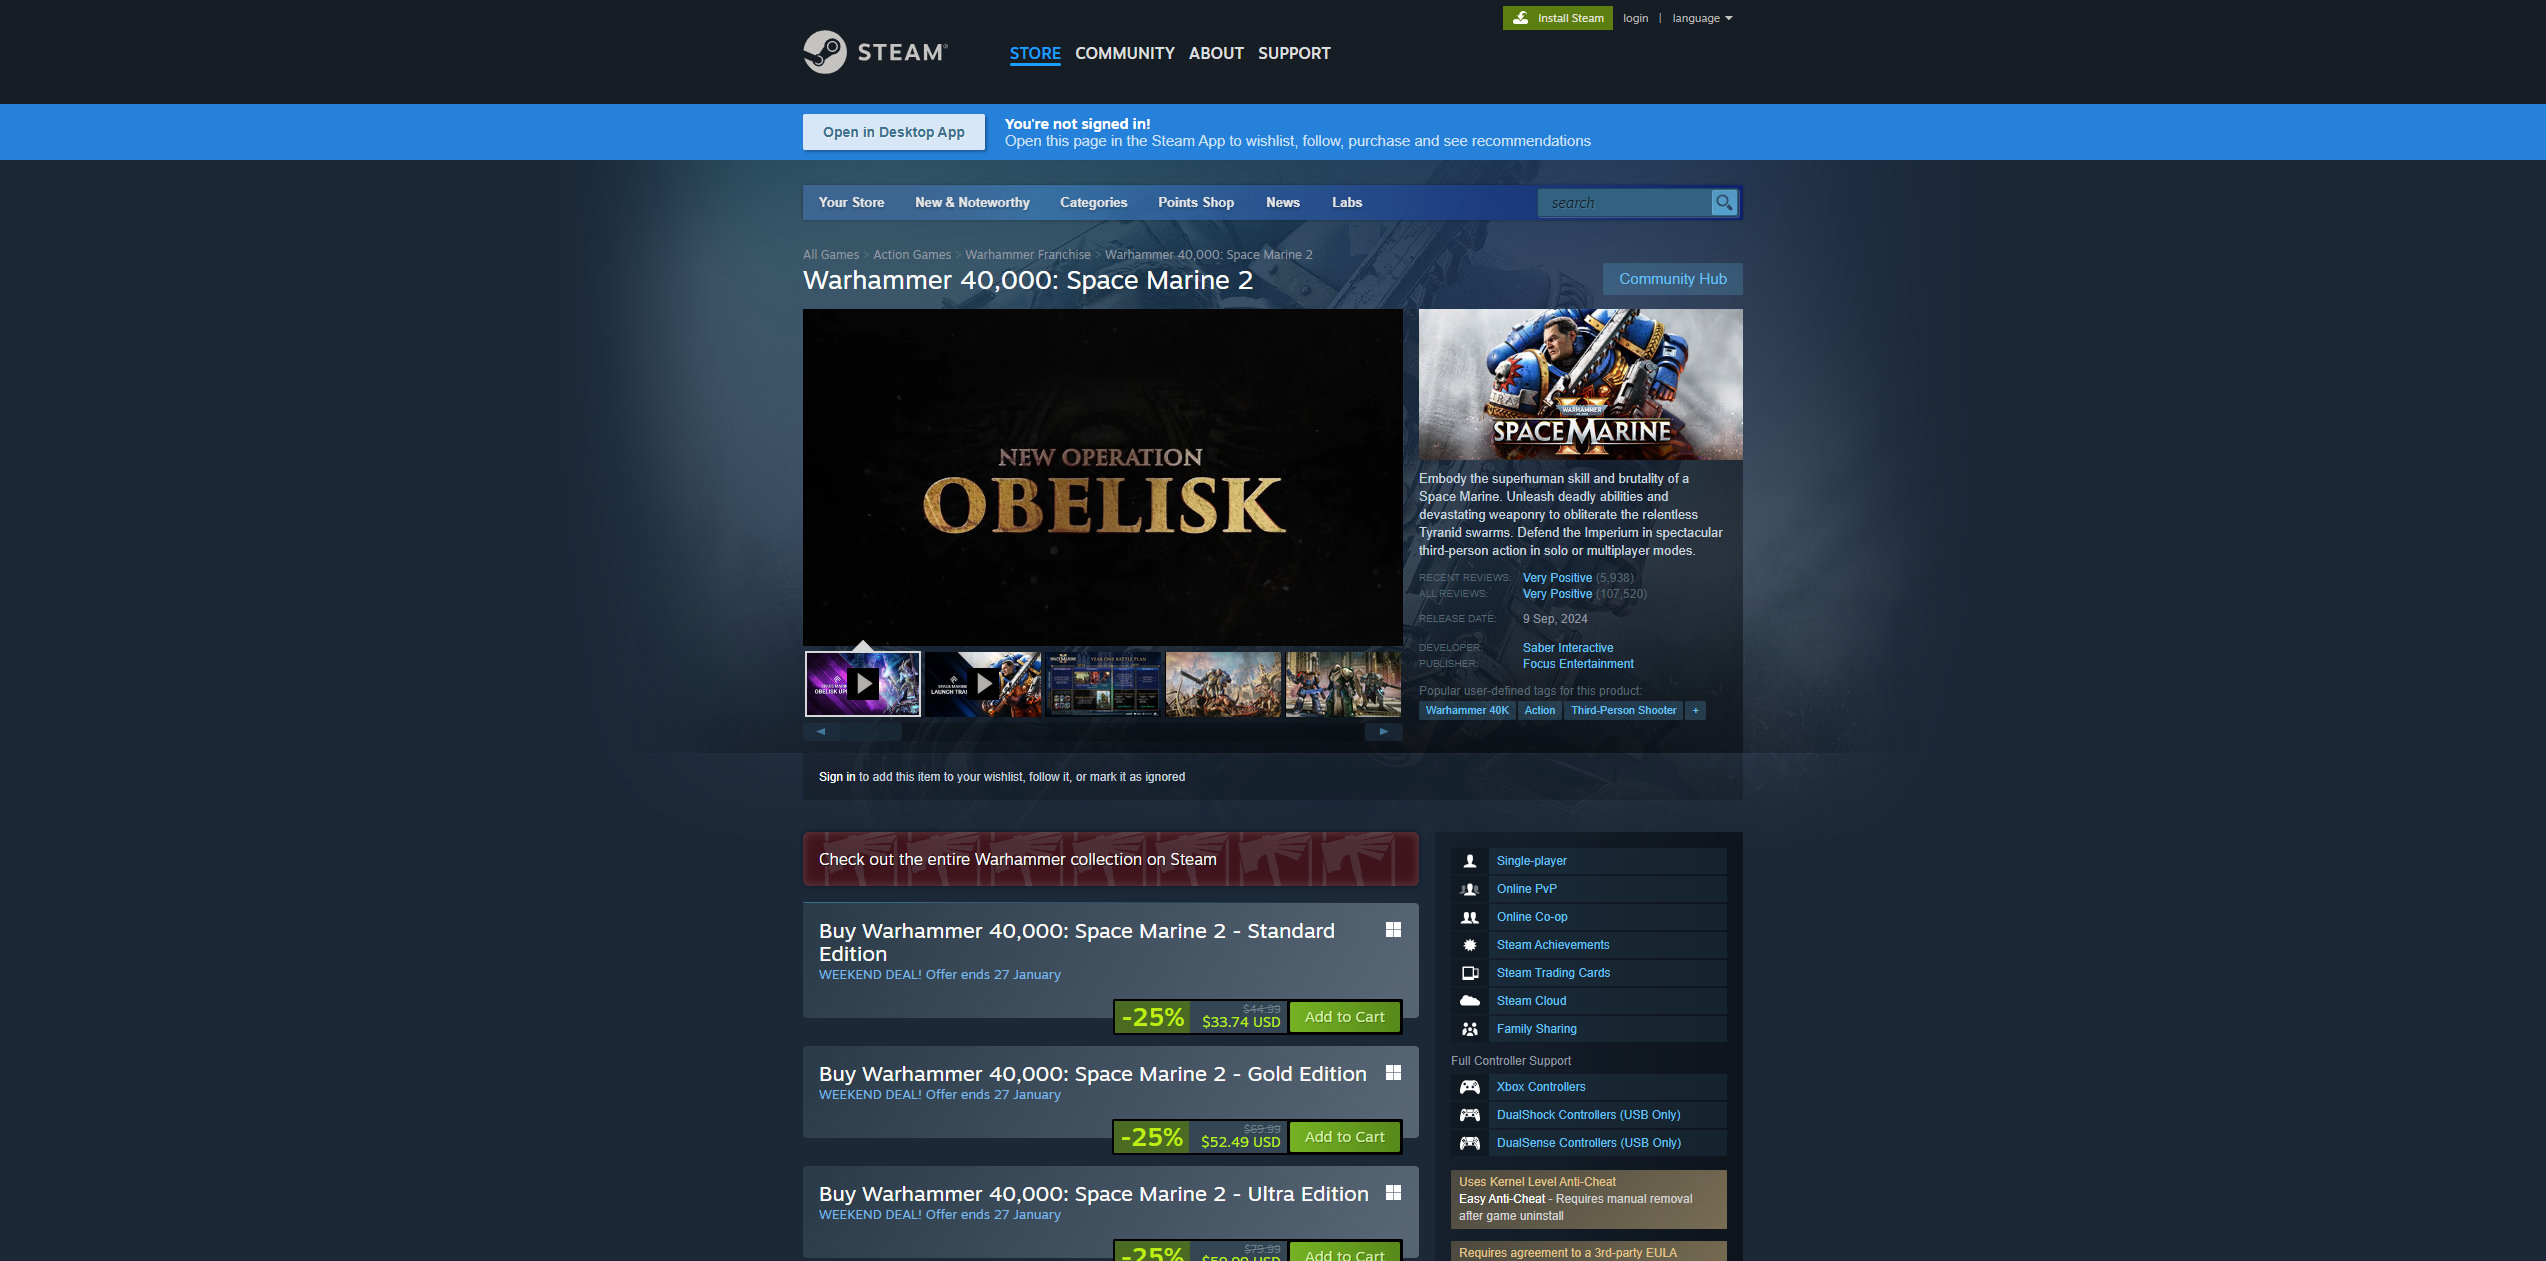 Install Steam login | language
STEAM®
STORE COMMUNITY ABOUT SUPPORT
Open in Desktop App
You're not signed in!
Open this page in the Steam App to wishlist, follow, purchase and see recommendations
Your Store New & Noteworthy Categories Points Shop News Labs search
All Games > Action Games > Warhammer Franchise > Warhammer 40,000: Space Marine 2
Warhammer 40,000: Space Marine 2
Community Hub
NEW OPERATION
OBELISK
WARHAMMER
SPACE MARINE
Embody the superhuman skill and brutality of a
Space Marine. Unleash deadly abilities and
devastating weaponry to obliterate the relentless
Tyranid swarms. Defend the Imperium in spectacular
third-person action in solo or multiplayer modes.
RECENT REVIEWS: Very Positive (5,938)
ALL REVIEWS: Very Positive (107,520)
RELEASE DATE: 9 Sep, 2024
DEVELOPER: Saber Interactive
PUBLISHER: Focus Entertainment
Popular user-defined tags for this product:
Warhammer 40K Action Third-Person Shooter +
YEAR ONE BATTLE PLAN
Sign in to add this item to your wishlist, follow it, or mark it as ignored
Check out the entire Warhammer collection on Steam
Buy Warhammer 40,000: Space Marine 2 - Standard
Edition
WEEKEND DEAL! Offer ends 27 January
-25% $44.99 $33.74 USD Add to Cart
Buy Warhammer 40,000: Space Marine 2 - Gold Edition
WEEKEND DEAL! Offer ends 27 January
-25% $69.99 $52.49 USD Add to Cart
Buy Warhammer 40,000: Space Marine 2 - Ultra Edition
WEEKEND DEAL! Offer ends 27 January
-25% $79.99 Add to Cart
Single-player
Online PvP
Online Co-op
Steam Achievements
Steam Trading Cards
Steam Cloud
Family Sharing
Full Controller Support
Xbox Controllers
DualShock Controllers (USB Only)
DualSense Controllers (USB Only)
Uses Kernel Level Anti-Cheat
Easy Anti-Cheat - Requires manual removal
after game uninstall
Requires agreement to a 3rd-party EULA